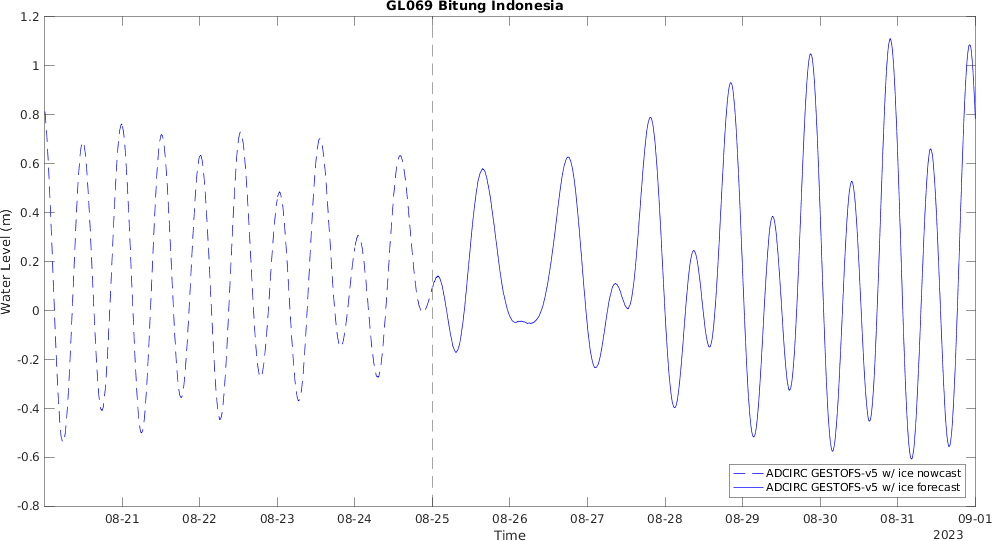 GL069 Bitung Indonesia
1.2
1
0.8
0.6
0.4
0.2
0
-0.2
-0.4
-0.6
-0.8
Water Level (m)
ADCIRC GESTOFS-v5 w/ ice nowcast
ADCIRC GESTOFS-v5 w/ ice forecast
08-21 08-22 08-23 08-24 08-25 08-26 08-27 08-28 08-29 08-30 08-31 09-01
Time 2023